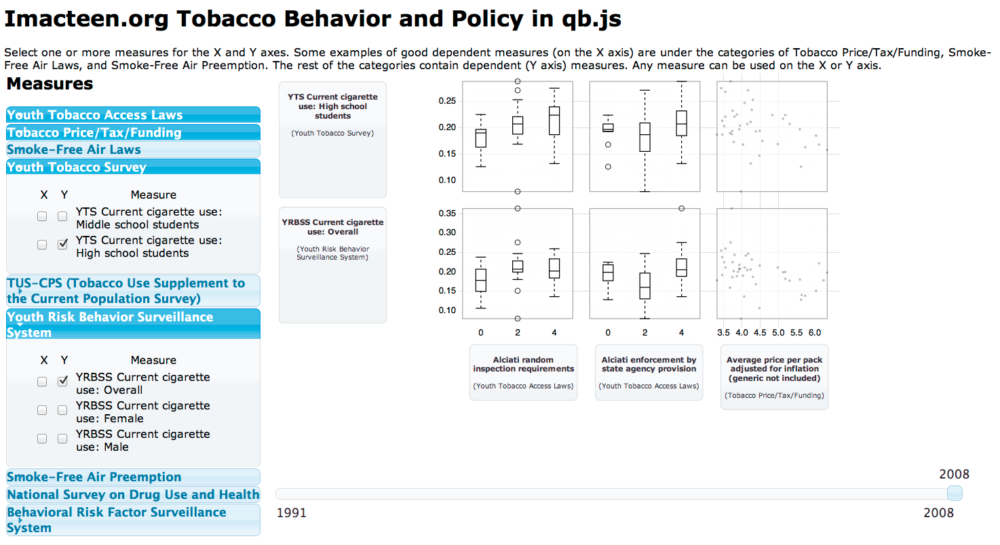 Imacteen.org Tobacco Behavior and Policy in qb.js
Select one or more measures for the X and Y axes. Some examples of good dependent measures (on the X axis) are under the categories of Tobacco Price/Tax/Funding, Smoke-
Free Air Laws, and Smoke-Free Air Preemption. The rest of the categories contain dependent (Y axis) measures. Any measure can be used on the X or Y axis.
Measures
Youth Tobacco Access Laws
Tobacco Price/Tax/Funding
Smoke-Free Air Laws
Youth Tobacco Survey
X Y Measure
YTS Current cigarette use:
Middle school students
YTS Current cigarette use:
High school students
TUS-CPS (Tobacco Use Supplement to
the Current Population Survey)
Youth Risk Behavior Surveillance
System
X Y Measure
YRBSS Current cigarette
use: Overall
YRBSS Current cigarette
use: Female
YRBSS Current cigarette
use: Male
Smoke-Free Air Preemption
National Survey on Drug Use and Health
Behavioral Risk Factor Surveillance
System
YTS Current cigarette
use: High school
students
(Youth Tobacco Survey)
0.25
0.20
0.15
0.10
YRBSS Current cigarette
use: Overall
(Youth Risk Behavior
Surveillance System)
0.35
0.30
0.25
0.20
0.15
0.10
0 2 4 0 2 4 3.5 4.0 4.5 5.0 5.5 6.0
Alciati random
inspection requirements
(Youth Tobacco Access Laws)
Alciati enforcement by
state agency provision
(Youth Tobacco Access Laws)
Average price per pack
adjusted for inflation
(generic not included)
(Tobacco Price/Tax/Funding)
2008
1991 2008